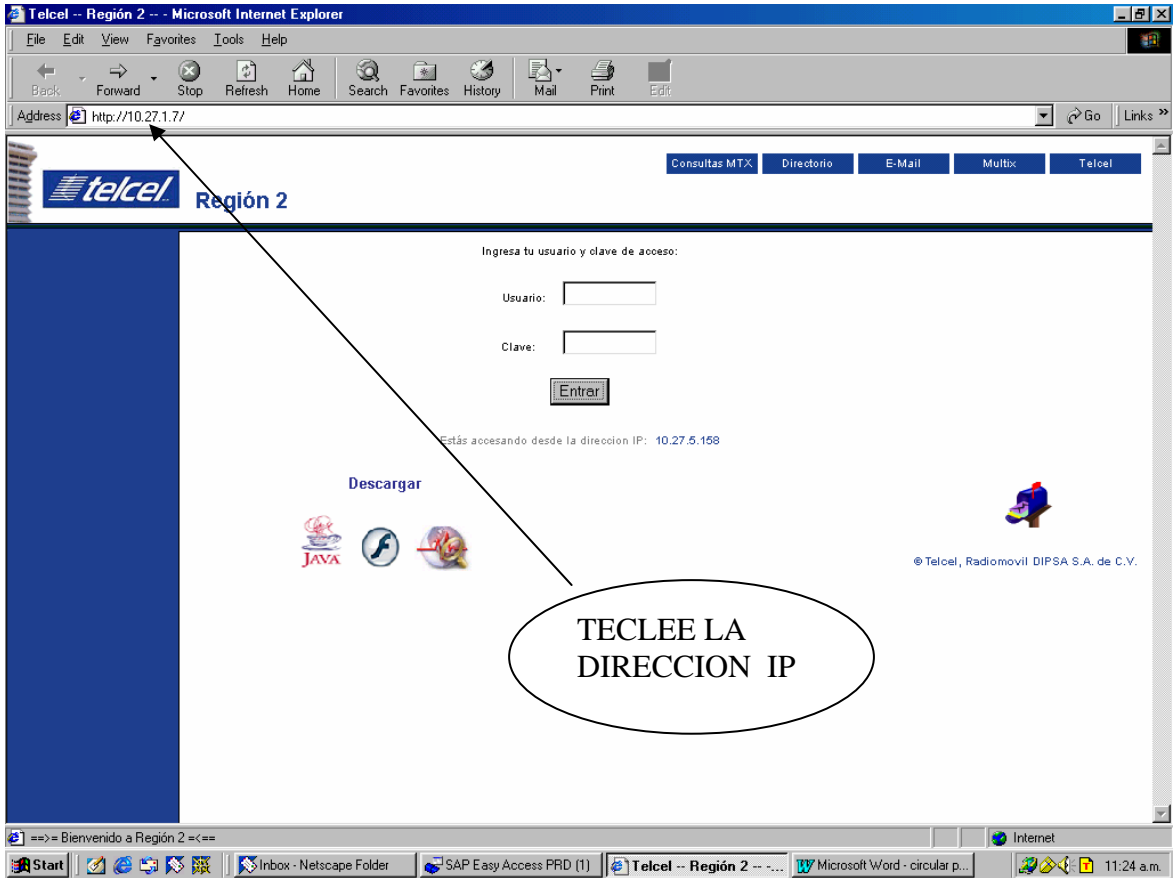 Telcel -- Región 2 -- - Microsoft Internet Explorer
File Edit View Favorites Tools Help
Back Forward Stop Refresh Home Search Favorites History Mail Print Edit
Address http://10.27.1.7/ Go Links »
Consultas MTX Directorio E-Mail Multix Telcel
telcel
Región 2
Ingresa tu usuario y clave de acceso:
Usuario:
Clave:
Entrar
Estás accesando desde la direccion IP: 10.27.5.158
Descargar
JAVA
© Telcel, Radiomovil DIPSA S.A. de C.V.
TECLEE LA
DIRECCION IP
==>= Bienvenido a Región 2 =<==
Internet
Start Inbox - Netscape Folder SAP Easy Access PRD (1) Telcel -- Región 2 -- -... Microsoft Word - circular p... 11:24 a.m.